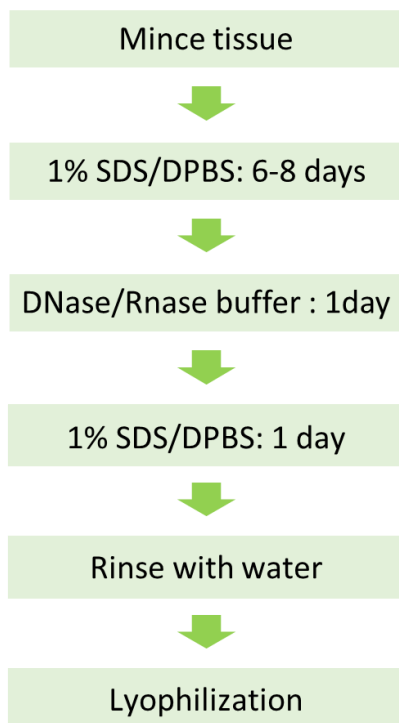 Mince tissue
1% SDS/DPBS: 6-8 days
DNase/Rnase buffer : 1day
1% SDS/DPBS: 1 day
Rinse with water
Lyophilization